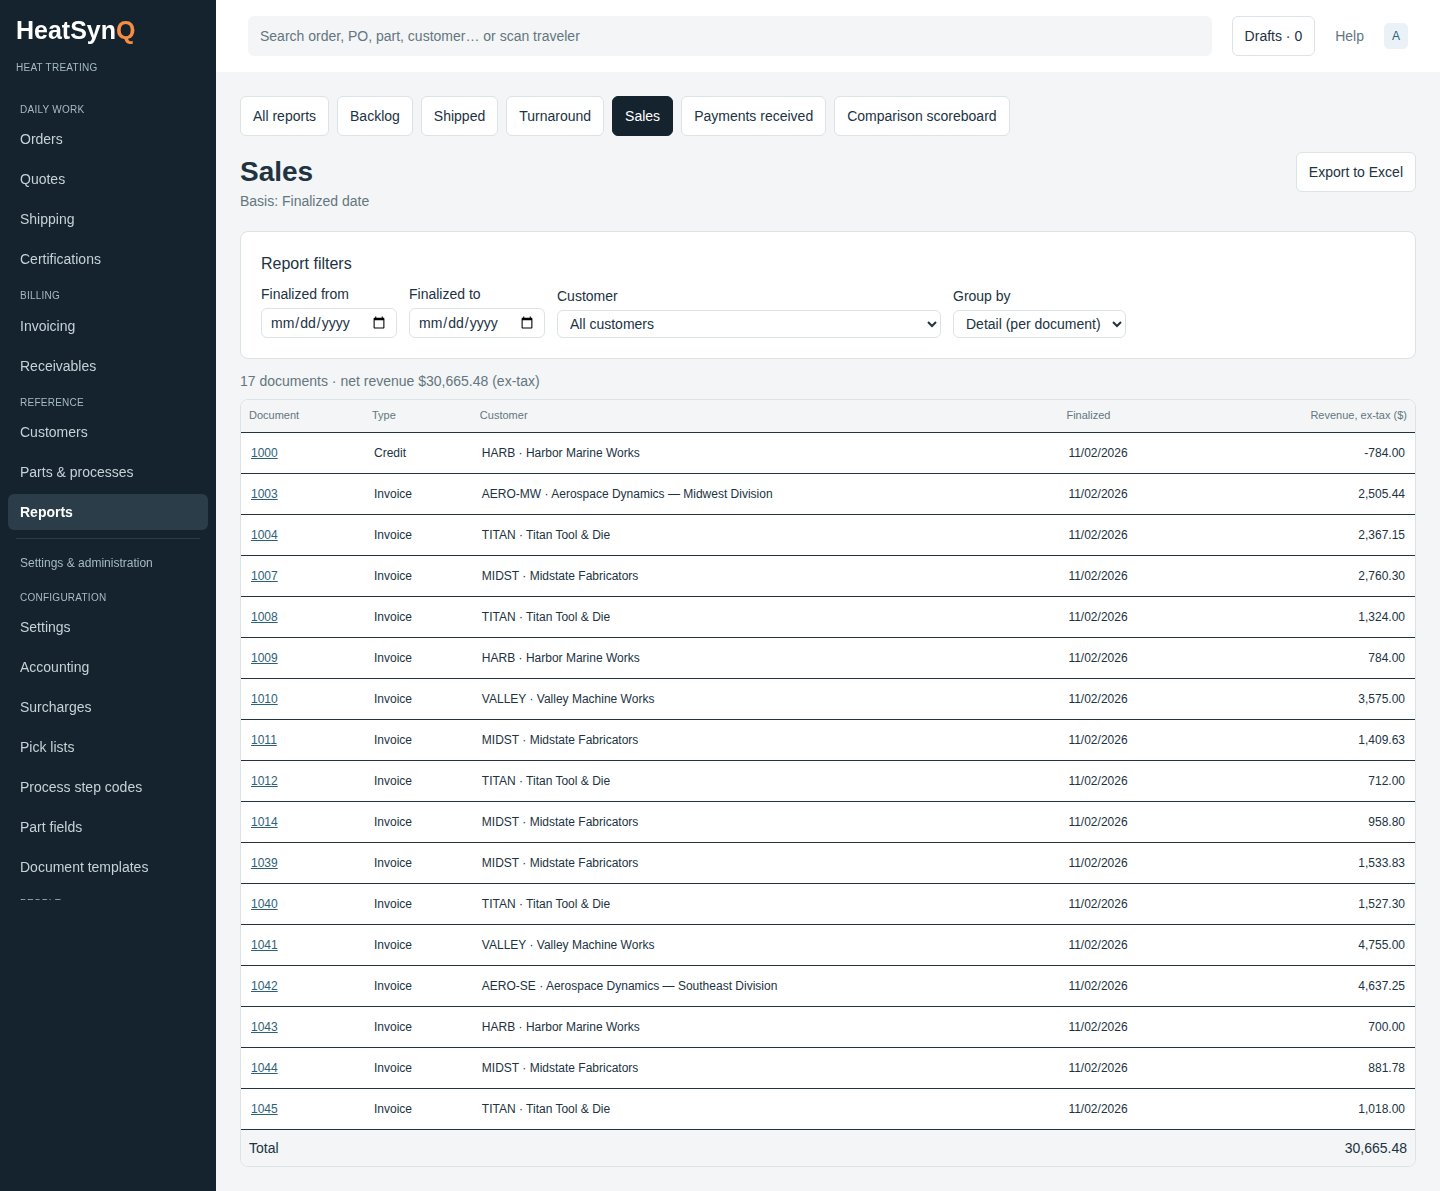 HeatSynQ
HEAT TREATING
DAILY WORK
Orders
Quotes
Shipping
Certifications
BILLING
Invoicing
Receivables
REFERENCE
Customers
Parts & processes
Reports
Settings & administration
CONFIGURATION
Settings
Accounting
Surcharges
Pick lists
Process step codes
Part fields
Document templates
Search order, PO, part, customer… or scan traveler
Drafts · 0
Help
A
All reports
Backlog
Shipped
Turnaround
Sales
Payments received
Comparison scoreboard
Sales
Basis: Finalized date
Export to Excel
Report filters
Finalized from
mm/dd/yyyy
Finalized to
mm/dd/yyyy
Customer
All customers
Group by
Detail (per document)
17 documents · net revenue $30,665.48 (ex-tax)
Document Type Customer Finalized Revenue, ex-tax ($)
1000 Credit HARB · Harbor Marine Works 11/02/2026 -784.00
1003 Invoice AERO-MW · Aerospace Dynamics — Midwest Division 11/02/2026 2,505.44
1004 Invoice TITAN · Titan Tool & Die 11/02/2026 2,367.15
1007 Invoice MIDST · Midstate Fabricators 11/02/2026 2,760.30
1008 Invoice TITAN · Titan Tool & Die 11/02/2026 1,324.00
1009 Invoice HARB · Harbor Marine Works 11/02/2026 784.00
1010 Invoice VALLEY · Valley Machine Works 11/02/2026 3,575.00
1011 Invoice MIDST · Midstate Fabricators 11/02/2026 1,409.63
1012 Invoice TITAN · Titan Tool & Die 11/02/2026 712.00
1014 Invoice MIDST · Midstate Fabricators 11/02/2026 958.80
1039 Invoice MIDST · Midstate Fabricators 11/02/2026 1,533.83
1040 Invoice TITAN · Titan Tool & Die 11/02/2026 1,527.30
1041 Invoice VALLEY · Valley Machine Works 11/02/2026 4,755.00
1042 Invoice AERO-SE · Aerospace Dynamics — Southeast Division 11/02/2026 4,637.25
1043 Invoice HARB · Harbor Marine Works 11/02/2026 700.00
1044 Invoice MIDST · Midstate Fabricators 11/02/2026 881.78
1045 Invoice TITAN · Titan Tool & Die 11/02/2026 1,018.00
Total 30,665.48